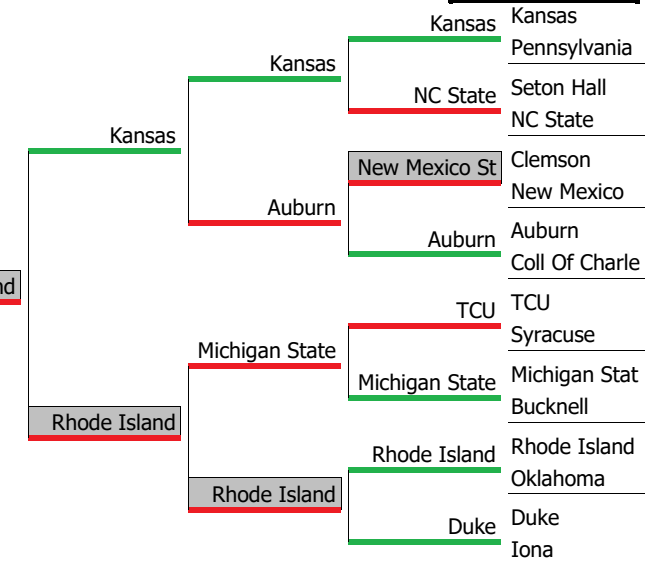 Kansas
Kansas
Pennsylvania
Kansas
NC State
Seton Hall
NC State
Kansas
New Mexico St
Clemson
New Mexico
Auburn
Auburn
Auburn
Coll Of Charle
nd
TCU
TCU
Syracuse
Michigan State
Michigan State
Michigan Stat
Bucknell
Rhode Island
Rhode Island
Rhode Island
Oklahoma
Rhode Island
Duke
Duke
Iona